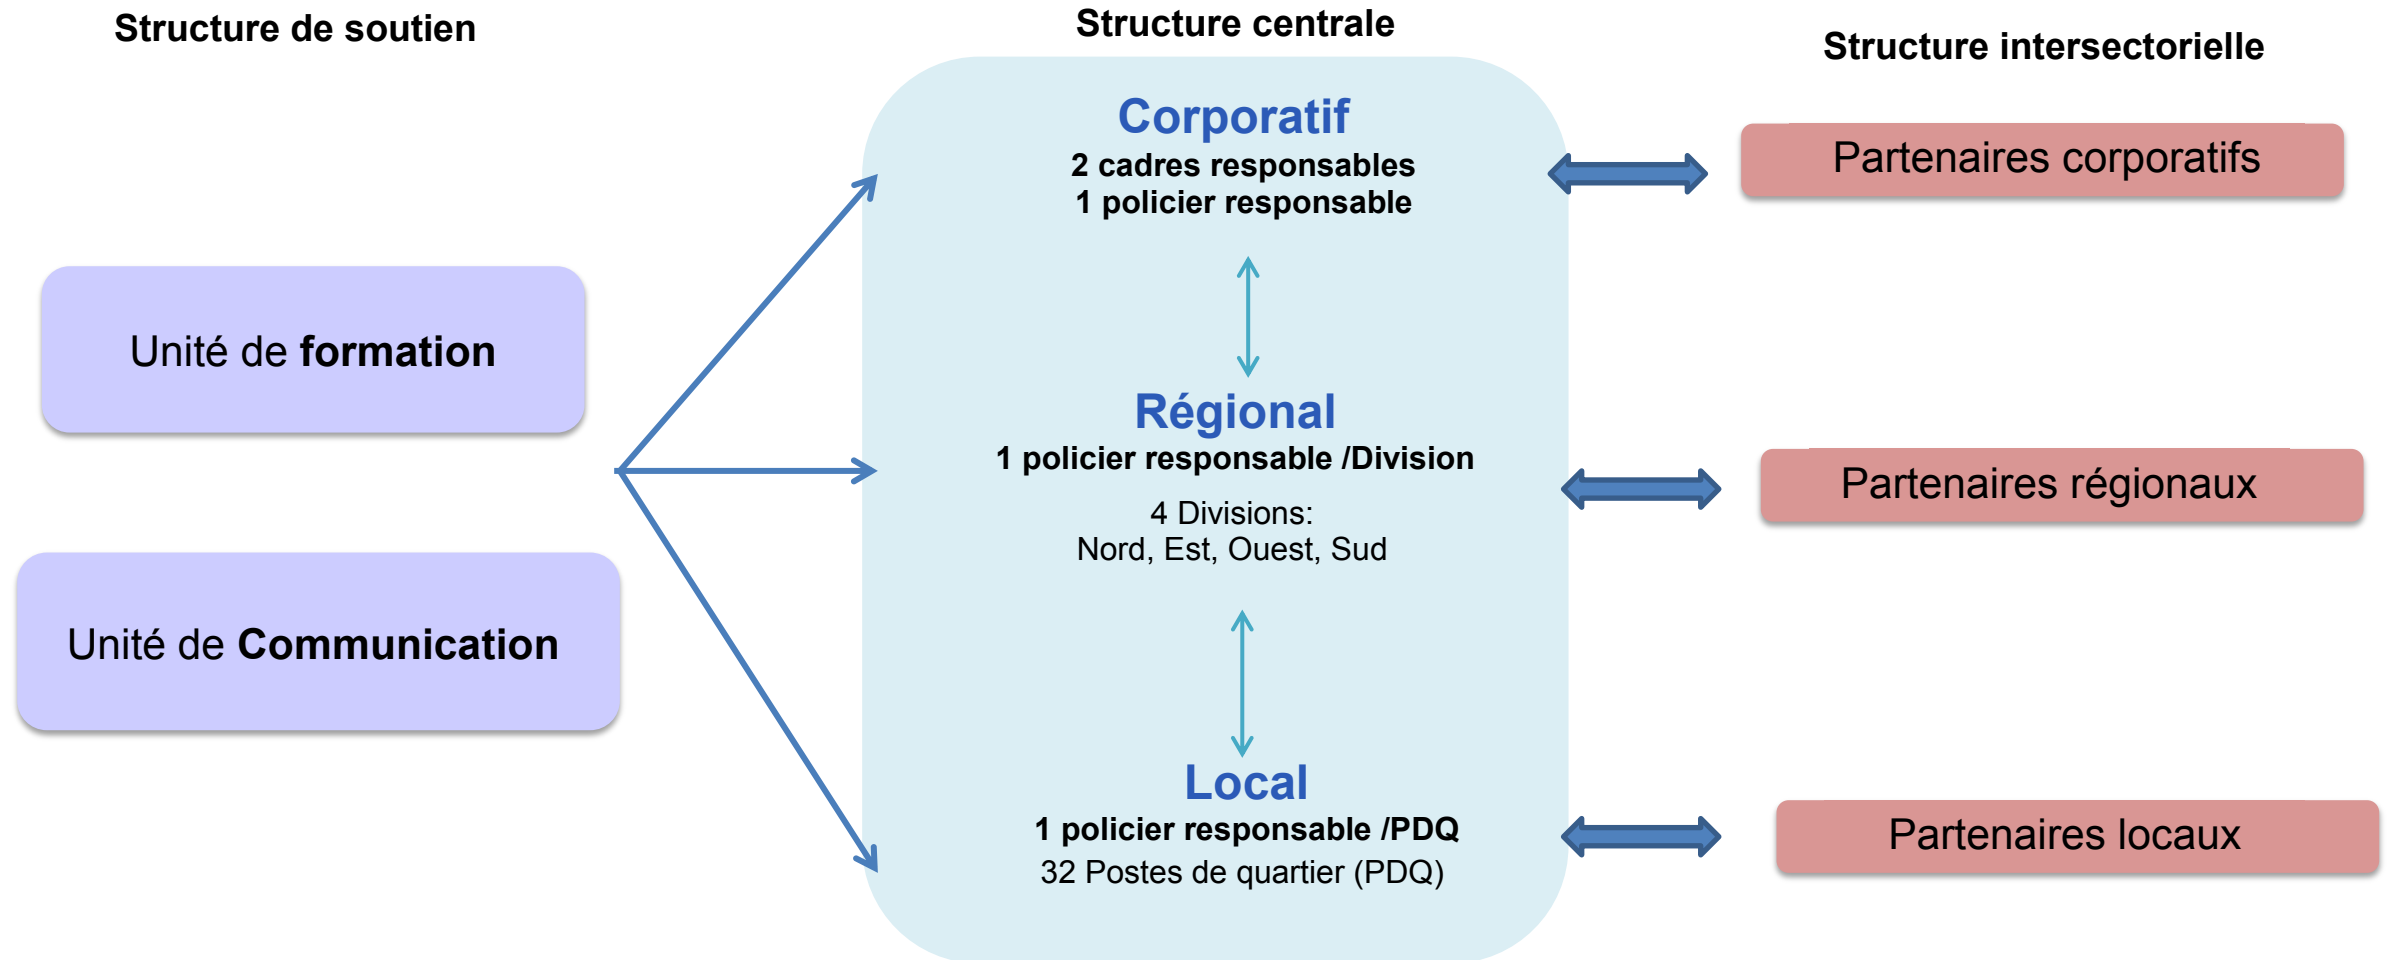 Structure de soutien
Unité de formation
Unité de Communication
Structure centrale
Corporatif
2 cadres responsables
1 policier responsable
Régional
1 policier responsable /Division
4 Divisions:
Nord, Est, Ouest, Sud
Local
1 policier responsable /PDQ
32 Postes de quartier (PDQ)
Structure intersectorielle
Partenaires corporatifs
Partenaires régionaux
Partenaires locaux